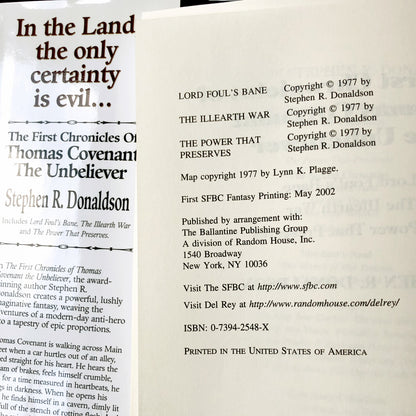 In the Land,
the only
certainty
is evil...
The First Chronicles Of
Thomas Covenant
The Unbeliever
Stephen R. Donaldson
Includes Lord Foul's Bane, The Illearth War
and The Power That Preserves.
The First Chronicles of Thomas
Covenant the Unbeliever, the award-
winning author Stephen R.
Donaldson creates a powerful, lushly
imaginative fantasy, weaving the
adventures of a modern-day anti-hero
to a tapestry of epic proportions.
Thomas Covenant is walking across Main
when a car hurtles out of an alley,
straight for him. He hears the
of brakes, feels himself crumble,
for a time measured in heartbeats, he
in darkness. When he opens his
he finds himself in a cavern, dimly lit
full of the stench of rotting
LORD FOUL'S BANE Copyright © 1977 by
Stephen R. Donaldson
THE ILLEARTH WAR Copyright © 1977 by
Stephen R. Donaldson
THE POWER THAT Copyright © 1977 by
PRESERVES Stephen R. Donaldson
Map copyright 1977 by Lynn K. Plagge.
First SFBC Fantasy Printing: May 2002
Published by arrangement with:
The Ballantine Publishing Group
A division of Random House, Inc.
1540 Broadway
New York, NY 10036
Visit The SFBC at http://www.sfbc.com
Visit Del Rey at http://www.randomhouse.com/delrey/
ISBN: 0-7394-2548-X
PRINTED IN THE UNITED STATES OF AMERICA